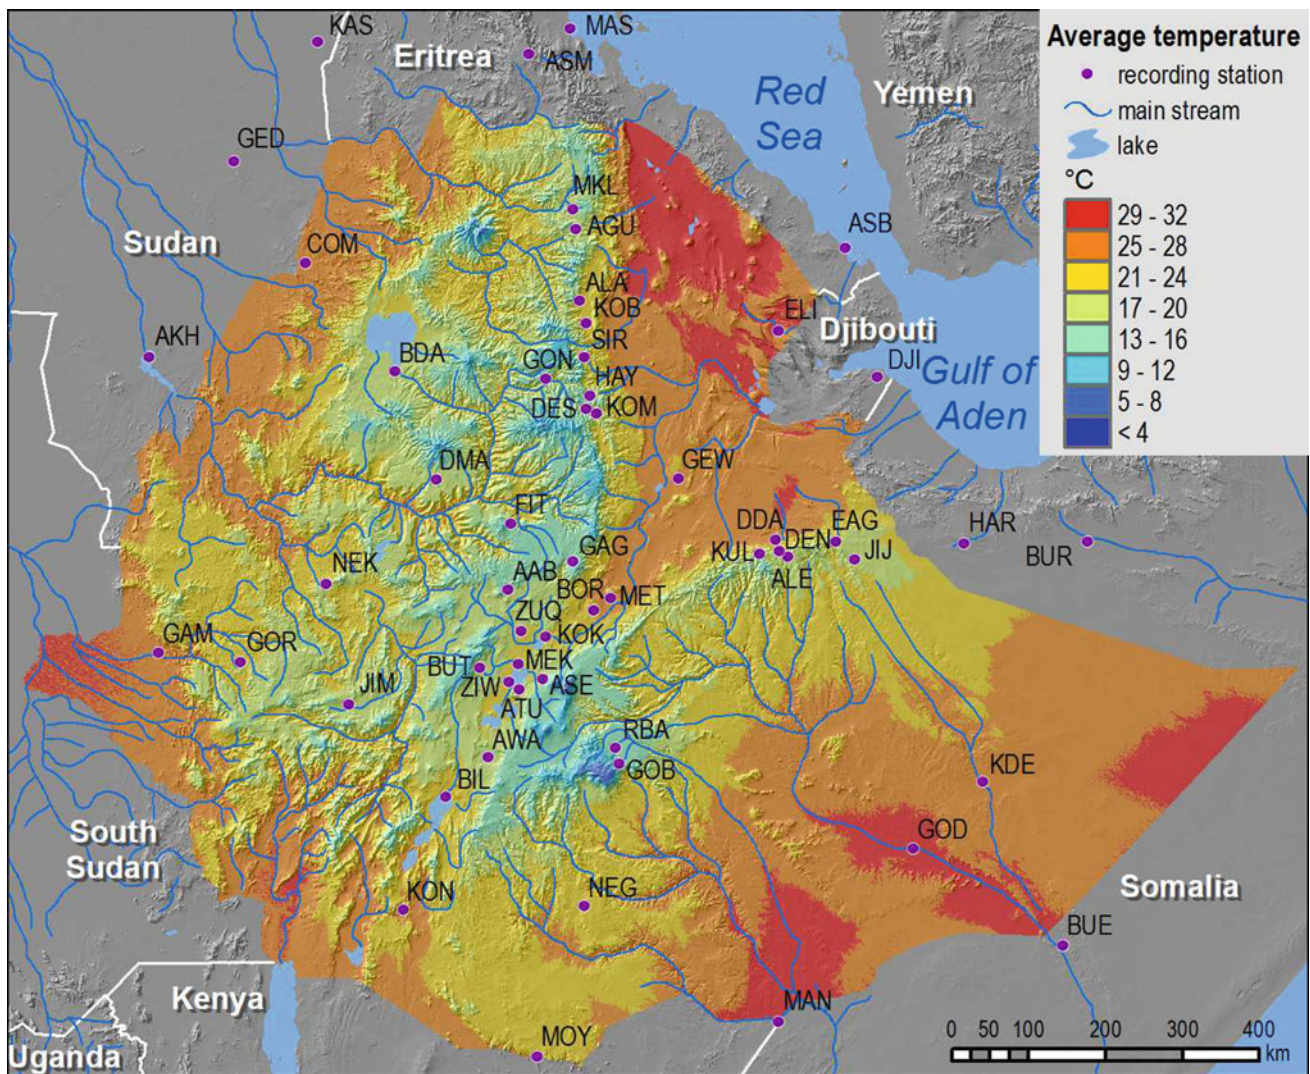 KAS
MAS
Eritrea
ASM
Red
Sea
Yemen
Average temperature
recording station
main stream
lake
°C
29 - 32
25 - 28
21 - 24
17 - 20
13 - 16
9 - 12
5 - 8
< 4
GED
MKL
AGU
Sudan
COM
ASB
ALA
KOB
ELI
Djibouti
SIR
AKH
BDA
GON
HAY
DJI
Gulf of
Aden
DES
KOM
DMA
GEW
FIT
DDA
EAG
HAR
BUR
KUL
DEN
JIJ
ALE
NEK
GAG
AAB
BOR
MET
ZUQ
KOK
GAM
GOR
BUT
MEK
ZIW
ASE
JIM
ATU
RBA
AWA
GOB
BIL
KDE
South
Sudan
GOD
Somalia
KON
NEG
BUE
Kenya
MAN
MOY
Uganda
0 50 100 200 300 400
km